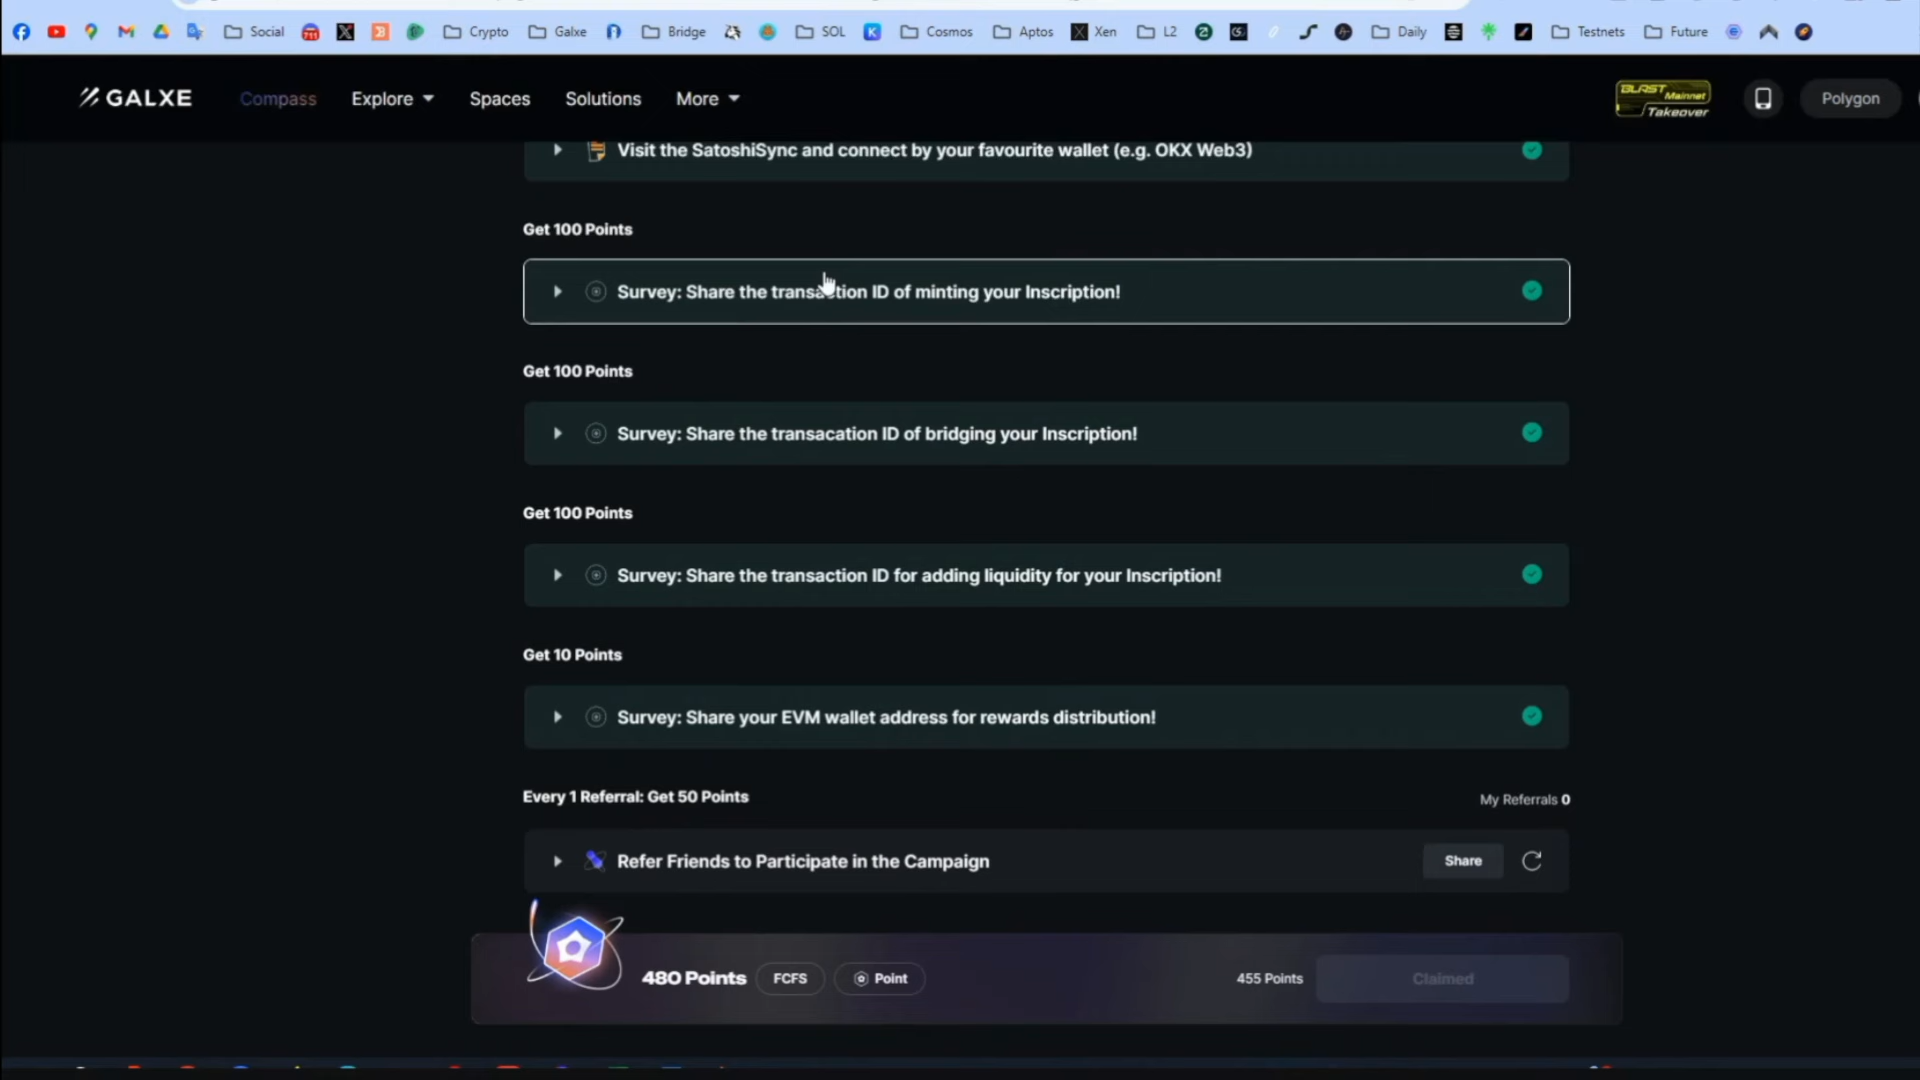 Social
Crypto
Galxe
Bridge
SOL
Cosmos
Aptos
Xen
L2
Daily
Testnets
Future
GALXE
Compass
Explore
Spaces
Solutions
More
BLAST
Mainnet
Takeover
Polygon
Visit the SatoshiSync and connect by your favourite wallet (e.g. OKX Web3)
Get 100 Points
Survey: Share the transaction ID of minting your Inscription!
Get 100 Points
Survey: Share the transacation ID of bridging your Inscription!
Get 100 Points
Survey: Share the transaction ID for adding liquidity for your Inscription!
Get 10 Points
Survey: Share your EVM wallet address for rewards distribution!
Every 1 Referral: Get 50 Points
My Referrals 0
Refer Friends to Participate in the Campaign
Share
480 Points
FCFS
Point
455 Points
Claimed